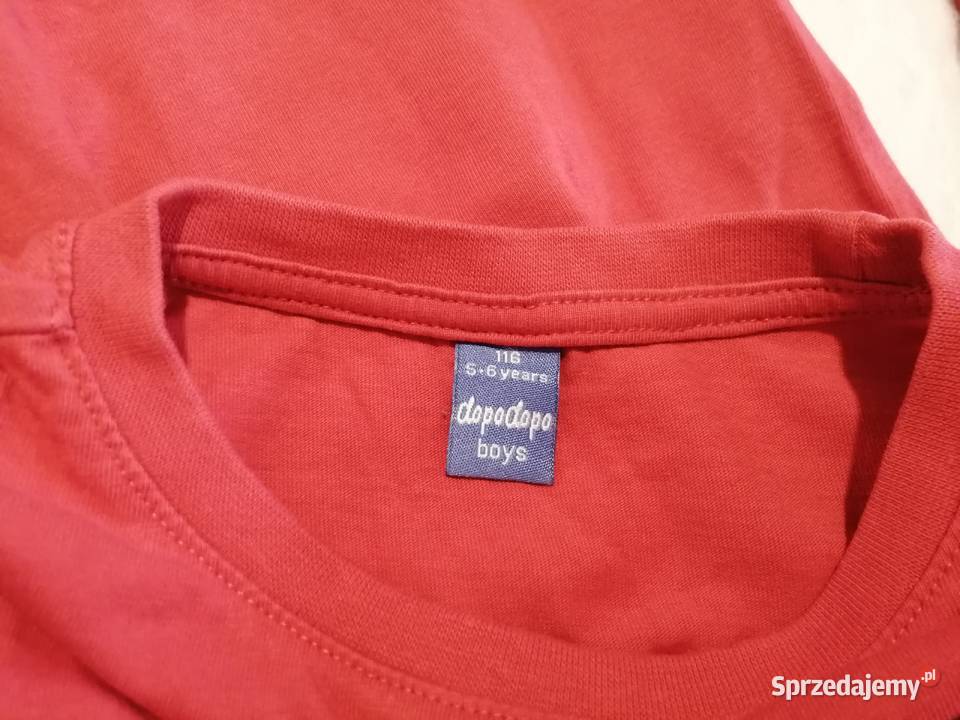 116
5-6 years
dopodopo
boys
Sprzedajemy.pl